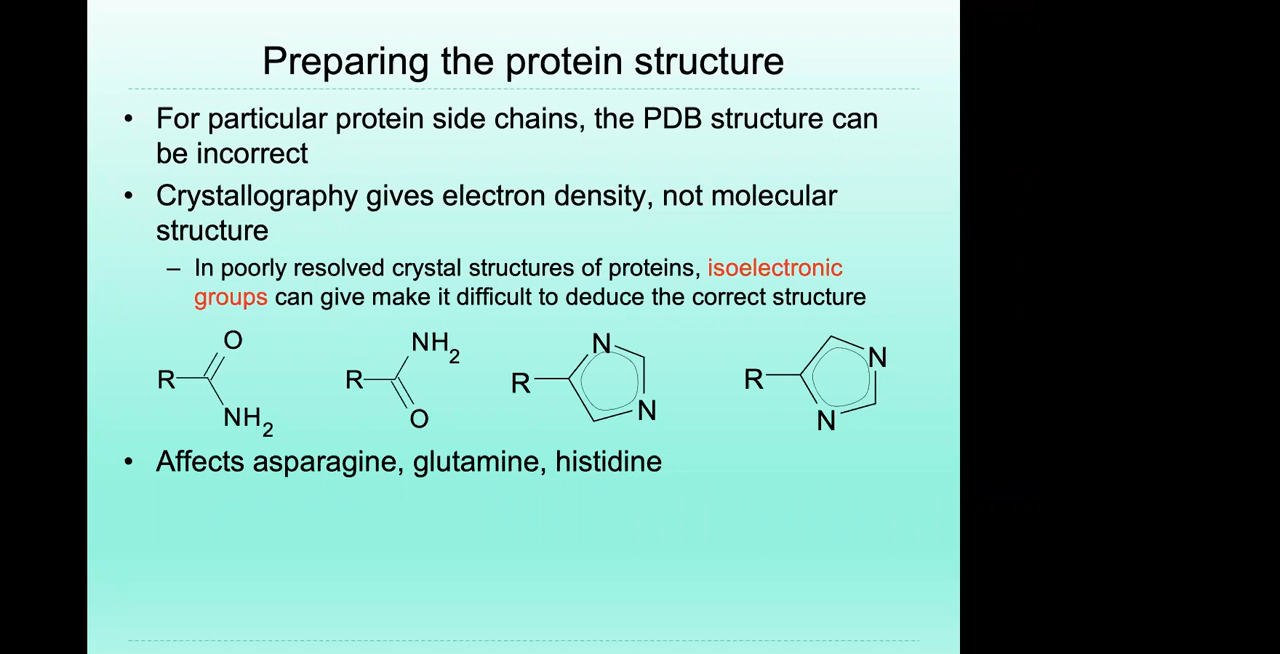 Preparing the protein structure
• For particular protein side chains, the PDB structure can
be incorrect
• Crystallography gives electron density, not molecular
structure
– In poorly resolved crystal structures of proteins, isoelectronic
groups can give make it difficult to deduce the correct structure
O
R
NH2
NH2
R
O
N
R
N
N
R
N
• Affects asparagine, glutamine, histidine